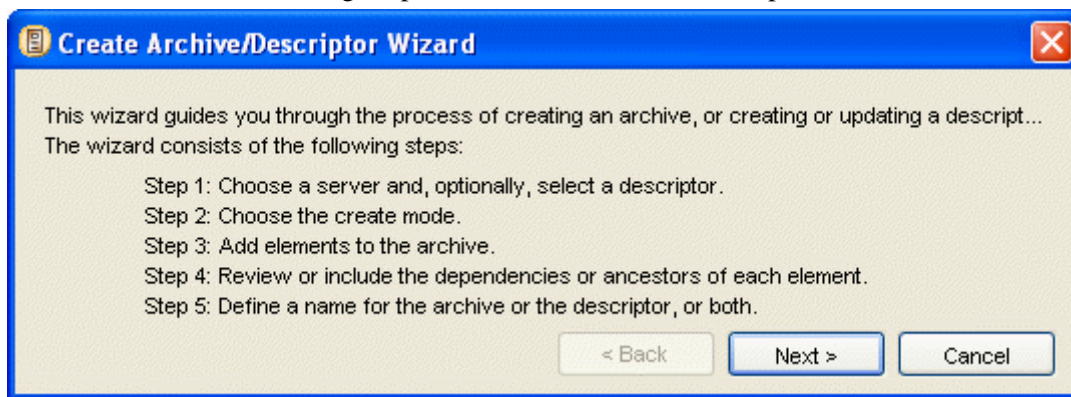 Create Archive/Descriptor Wizard
This wizard guides you through the process of creating an archive, or creating or updating a descript...
The wizard consists of the following steps:
Step 1: Choose a server and, optionally, select a descriptor.
Step 2: Choose the create mode.
Step 3: Add elements to the archive.
Step 4: Review or include the dependencies or ancestors of each element.
Step 5: Define a name for the archive or the descriptor, or both.
< Back Next > Cancel